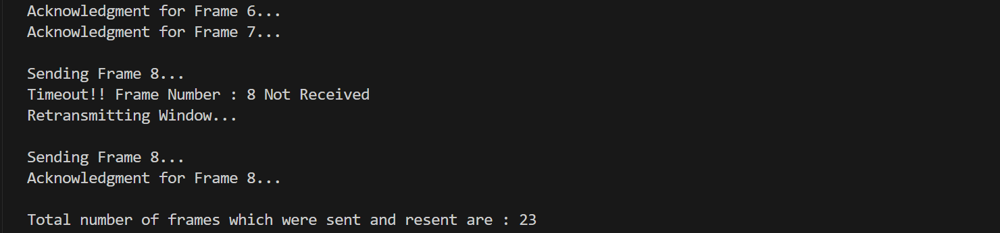 Acknowledgment for Frame 6...
Acknowledgment for Frame 7...
Sending Frame 8...
Timeout!! Frame Number : 8 Not Received
Retransmitting Window...
Sending Frame 8...
Acknowledgment for Frame 8...
Total number of frames which were sent and resent are : 23